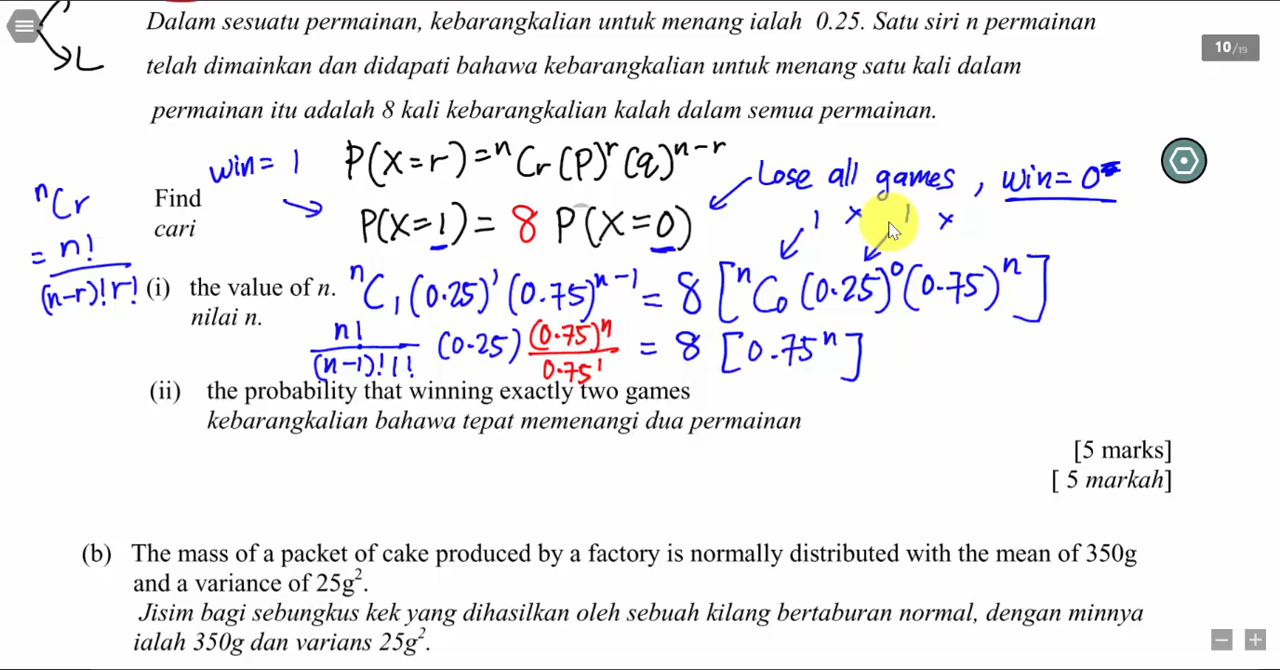 Dalam sesuatu permainan, kebarangkalian untuk menang ialah 0.25. Satu siri n permainan
10/19
L
telah dimainkan dan didapati bahawa kebarangkalian untuk menang satu kali dalam
permainan itu adalah 8 kali kebarangkalian kalah dalam semua permainan.
win = 1
P(X=r) = ⁿCr (p)ʳ (q)ⁿ⁻ʳ
Lose all games, win = 0
ⁿCr
= n! / (n-r)! r!
Find
cari
P(X=1) = 8 P(X=0)
1 × 1 ×
(i) the value of n.
nilai n.
ⁿC₁ (0.25)¹ (0.75)ⁿ⁻¹ = 8 [ⁿC₀ (0.25)⁰ (0.75)ⁿ]
n! / (n-1)! 1! (0.25) (0.75)ⁿ / 0.75¹ = 8 [0.75ⁿ]
(ii) the probability that winning exactly two games
kebarangkalian bahawa tepat memenangi dua permainan
[5 marks]
[ 5 markah]
(b) The mass of a packet of cake produced by a factory is normally distributed with the mean of 350g
and a variance of 25g².
Jisim bagi sebungkus kek yang dihasilkan oleh sebuah kilang bertaburan normal, dengan minnya
ialah 350g dan varians 25g².